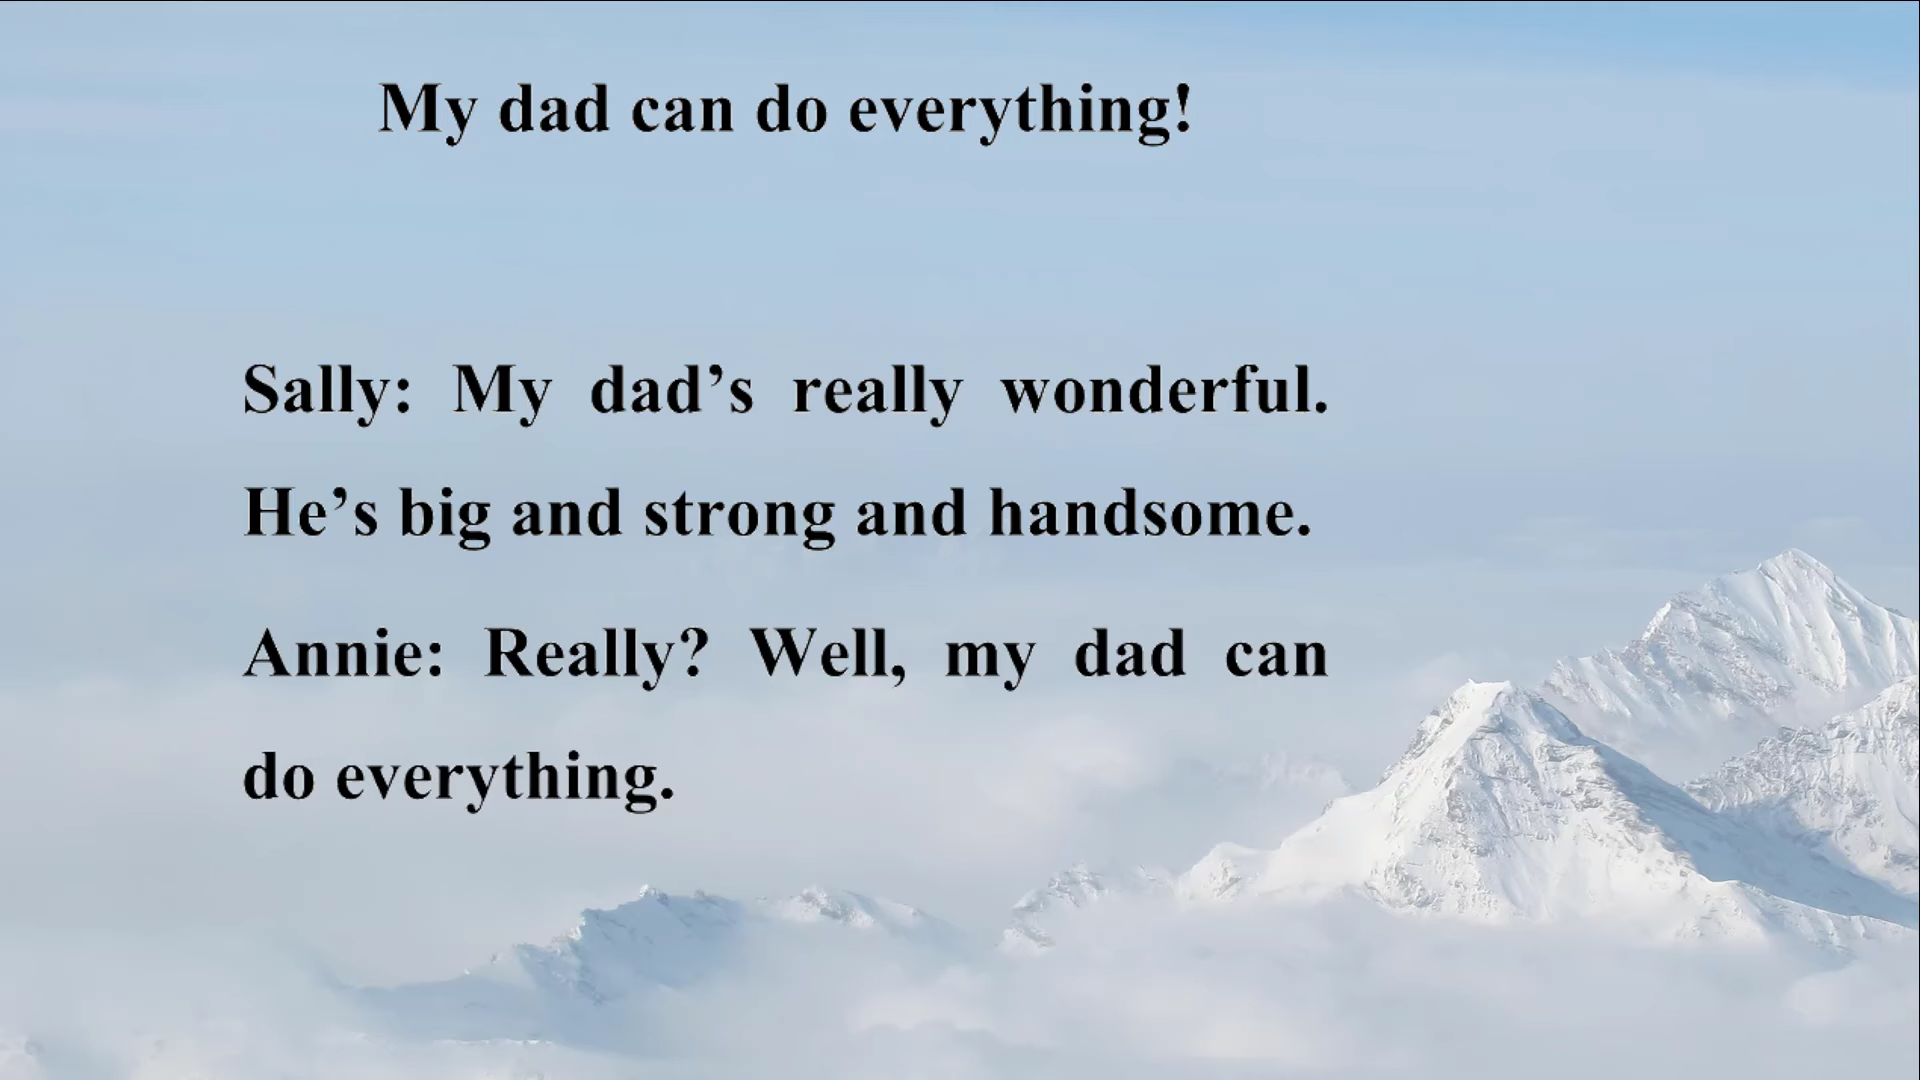 My dad can do everything!
Sally: My dad’s really wonderful.
He’s big and strong and handsome.
Annie: Really? Well, my dad can
do everything.